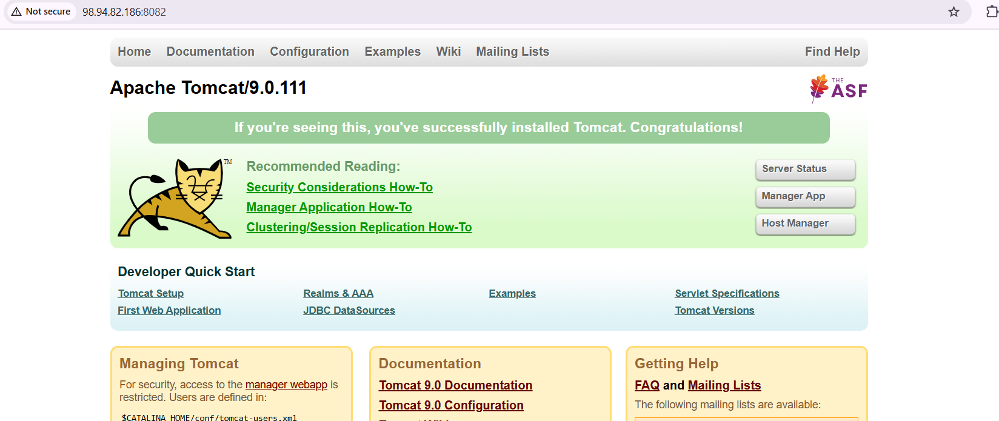 Not secure 98.94.82.186:8082
Home Documentation Configuration Examples Wiki Mailing Lists Find Help
Apache Tomcat/9.0.111
THE
ASF
If you're seeing this, you've successfully installed Tomcat. Congratulations!
TM
Recommended Reading:
Security Considerations How-To
Manager Application How-To
Clustering/Session Replication How-To
Server Status
Manager App
Host Manager
Developer Quick Start
Tomcat Setup
First Web Application
Realms & AAA
JDBC DataSources
Examples
Servlet Specifications
Tomcat Versions
Managing Tomcat
For security, access to the manager webapp is
restricted. Users are defined in:
$CATALINA_HOME/conf/tomcat-users.xml
Documentation
Tomcat 9.0 Documentation
Tomcat 9.0 Configuration
Getting Help
FAQ and Mailing Lists
The following mailing lists are available: